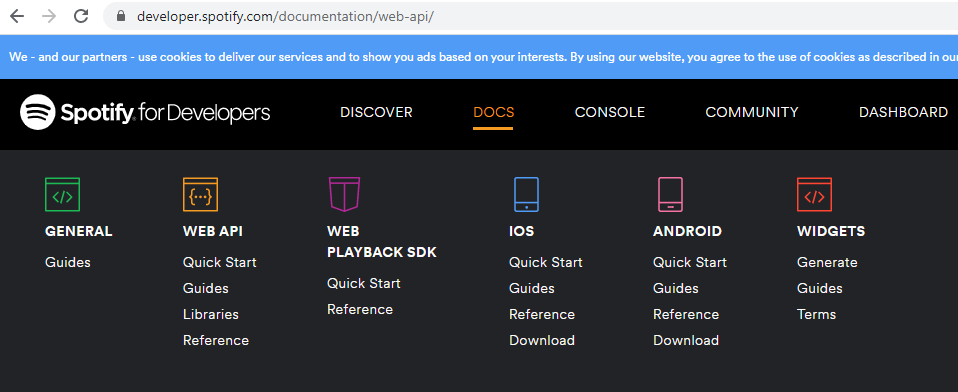 developer.spotify.com/documentation/web-api/
We - and our partners - use cookies to deliver our services and to show you ads based on your interests. By using our website, you agree to the use of cookies as described in
Spotify for Developers
DISCOVER
DOCS
CONSOLE
COMMUNITY
DASHBOARD
GENERAL
Guides
WEB API
Quick Start
Guides
Libraries
Reference
WEB
PLAYBACK SDK
Quick Start
Reference
IOS
Quick Start
Guides
Reference
Download
ANDROID
Quick Start
Guides
Reference
Download
WIDGETS
Generate
Guides
Terms